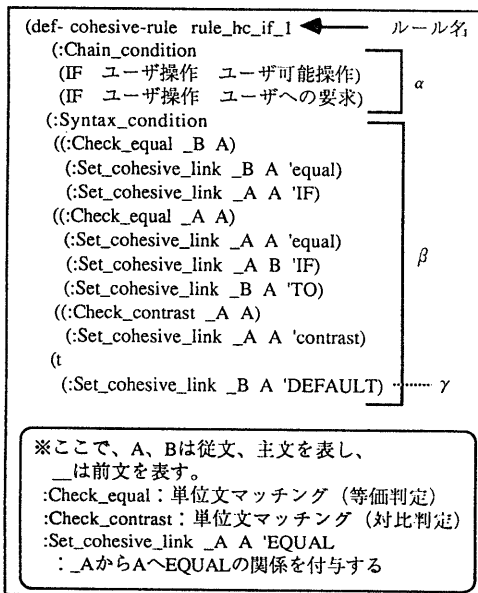 (def- cohesive-rule rule_hc_if_1 ルール名
(:Chain_condition
(IF ユーザ操作 ユーザ可能操作)
(IF ユーザ操作 ユーザへの要求)
α
(:Syntax_condition
((:Check_equal _B A)
(:Set_cohesive_link _B A 'equal)
(:Set_cohesive_link _A A 'IF)
((:Check_equal _A A)
(:Set_cohesive_link _A A 'equal)
(:Set_cohesive_link _A B 'IF)
(:Set_cohesive_link _B A 'TO)
((:Check_contrast _A A)
(:Set_cohesive_link _A A 'contrast)
(t
(:Set_cohesive_link _B A 'DEFAULT) γ
β
※ここで、A、Bは従文、主文を表し、
__は前文を表す。
:Check_equal：単位文マッチング（等価判定）
:Check_contrast：単位文マッチング（対比判定）
:Set_cohesive_link _A A 'EQUAL
：_AからAへEQUALの関係を付与する